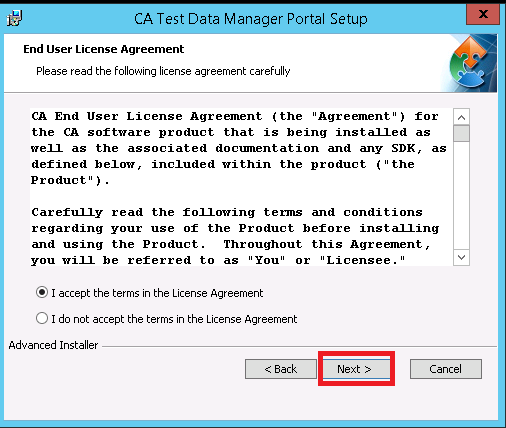 CA Test Data Manager Portal Setup
x
End User License Agreement
Please read the following license agreement carefully
CA End User License Agreement (the "Agreement") for
the CA software product that is being installed as
well as the associated documentation and any SDK, as
defined below, included within the product ("the
Product").
Carefully read the following terms and conditions
regarding your use of the Product before installing
and using the Product.  Throughout this Agreement,
you will be referred to as "You" or "Licensee."
I accept the terms in the License Agreement
I do not accept the terms in the License Agreement
Advanced Installer
< Back
Next >
Cancel